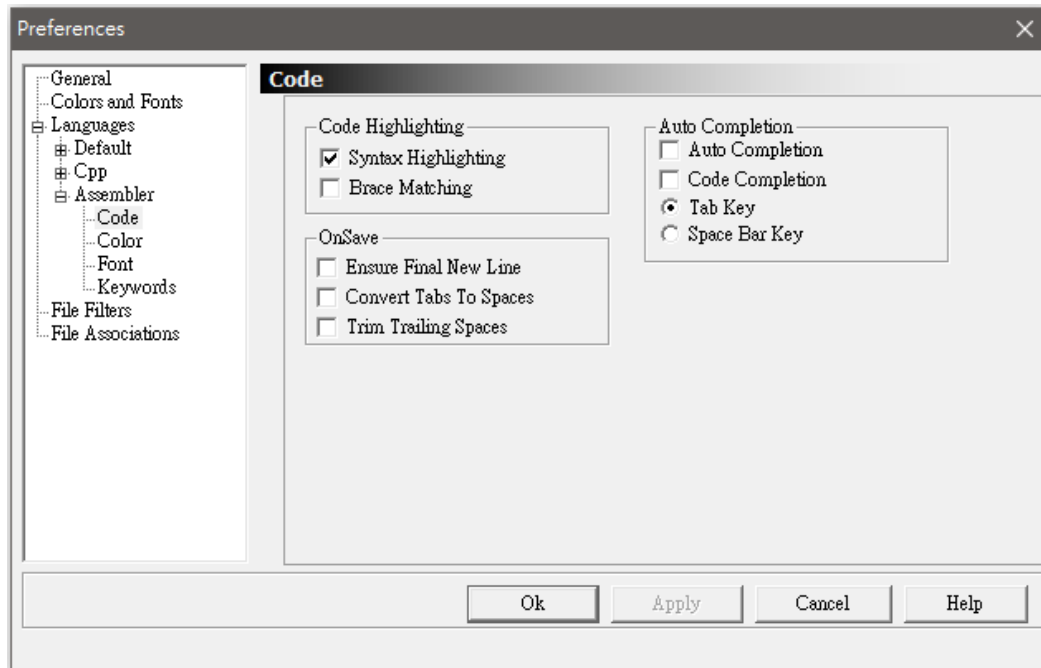 Preferences
General
Colors and Fonts
Languages
Default
Cpp
Assembler
Code
Color
Font
Keywords
File Filters
File Associations
Code
Code Highlighting
Syntax Highlighting
Brace Matching
OnSave
Ensure Final New Line
Convert Tabs To Spaces
Trim Trailing Spaces
Auto Completion
Auto Completion
Code Completion
Tab Key
Space Bar Key
Ok
Apply
Cancel
Help